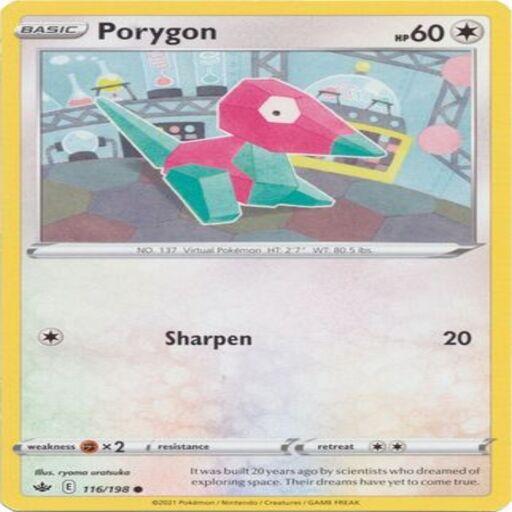 BASIC Porygon HP 60
NO. 137 Virtual Pokémon HT: 2'7" WT: 80.5 lbs.
Sharpen 20
weakness ×2 resistance retreat
Illus. ryoma uratsuka
It was built 20 years ago by scientists who dreamed of
exploring space. Their dreams have yet to come true.
E 116/198
©2021 Pokémon / Nintendo / Creatures / GAME FREAK